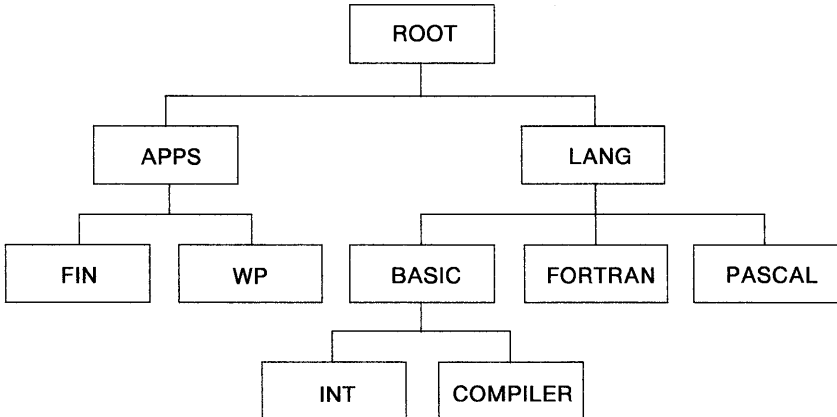 ROOT
APPS LANG
FIN WP BASIC FORTRAN PASCAL
INT COMPILER